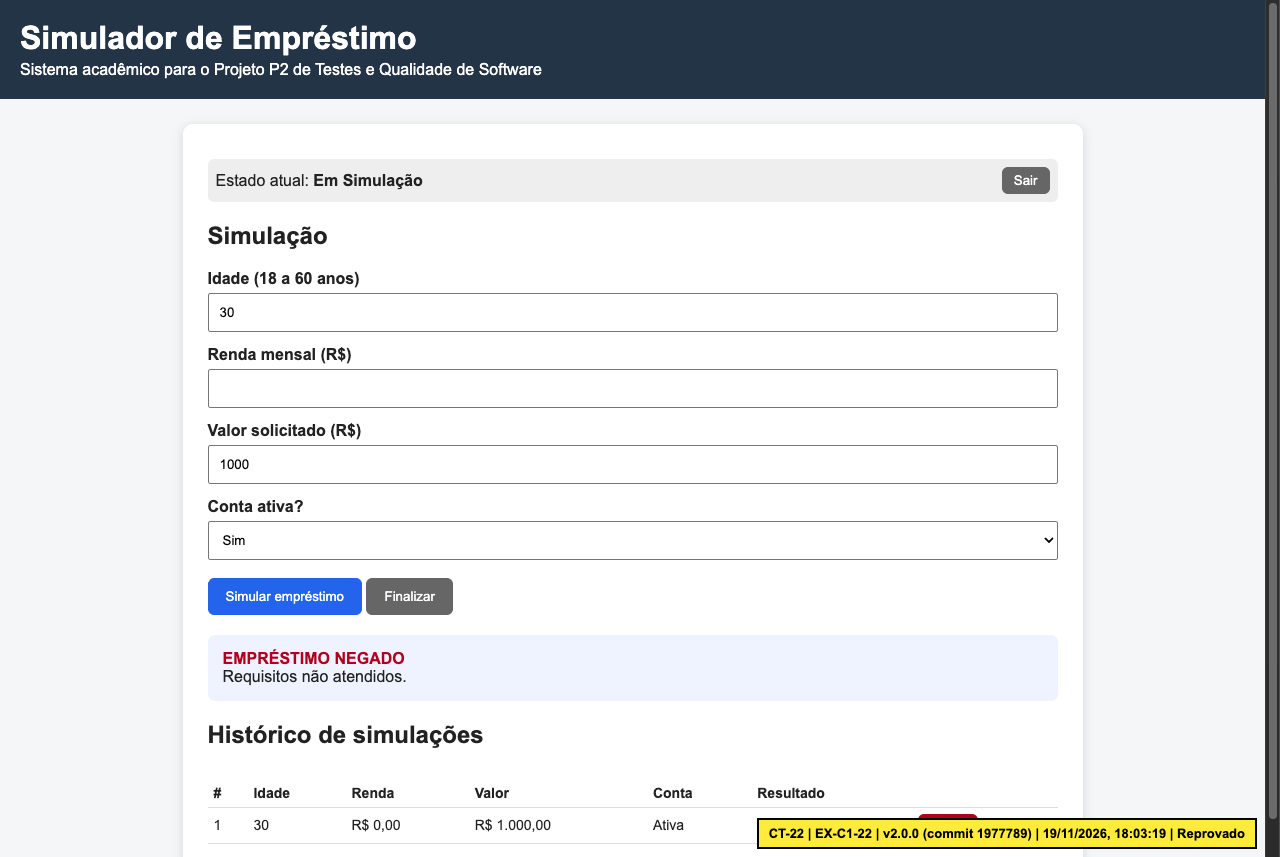 Simulador de Empréstimo
Sistema acadêmico para o Projeto P2 de Testes e Qualidade de Software
Estado atual: Em Simulação
Sair
Simulação
Idade (18 a 60 anos)
30
Renda mensal (R$)
Valor solicitado (R$)
1000
Conta ativa?
Sim
Simular empréstimo Finalizar
EMPRÉSTIMO NEGADO
Requisitos não atendidos.
Histórico de simulações
# Idade Renda Valor Conta Resultado
1 30 R$ 0,00 R$ 1.000,00 Ativa
CT-22 | EX-C1-22 | v2.0.0 (commit 1977789) | 19/11/2026, 18:03:19 | Reprovado